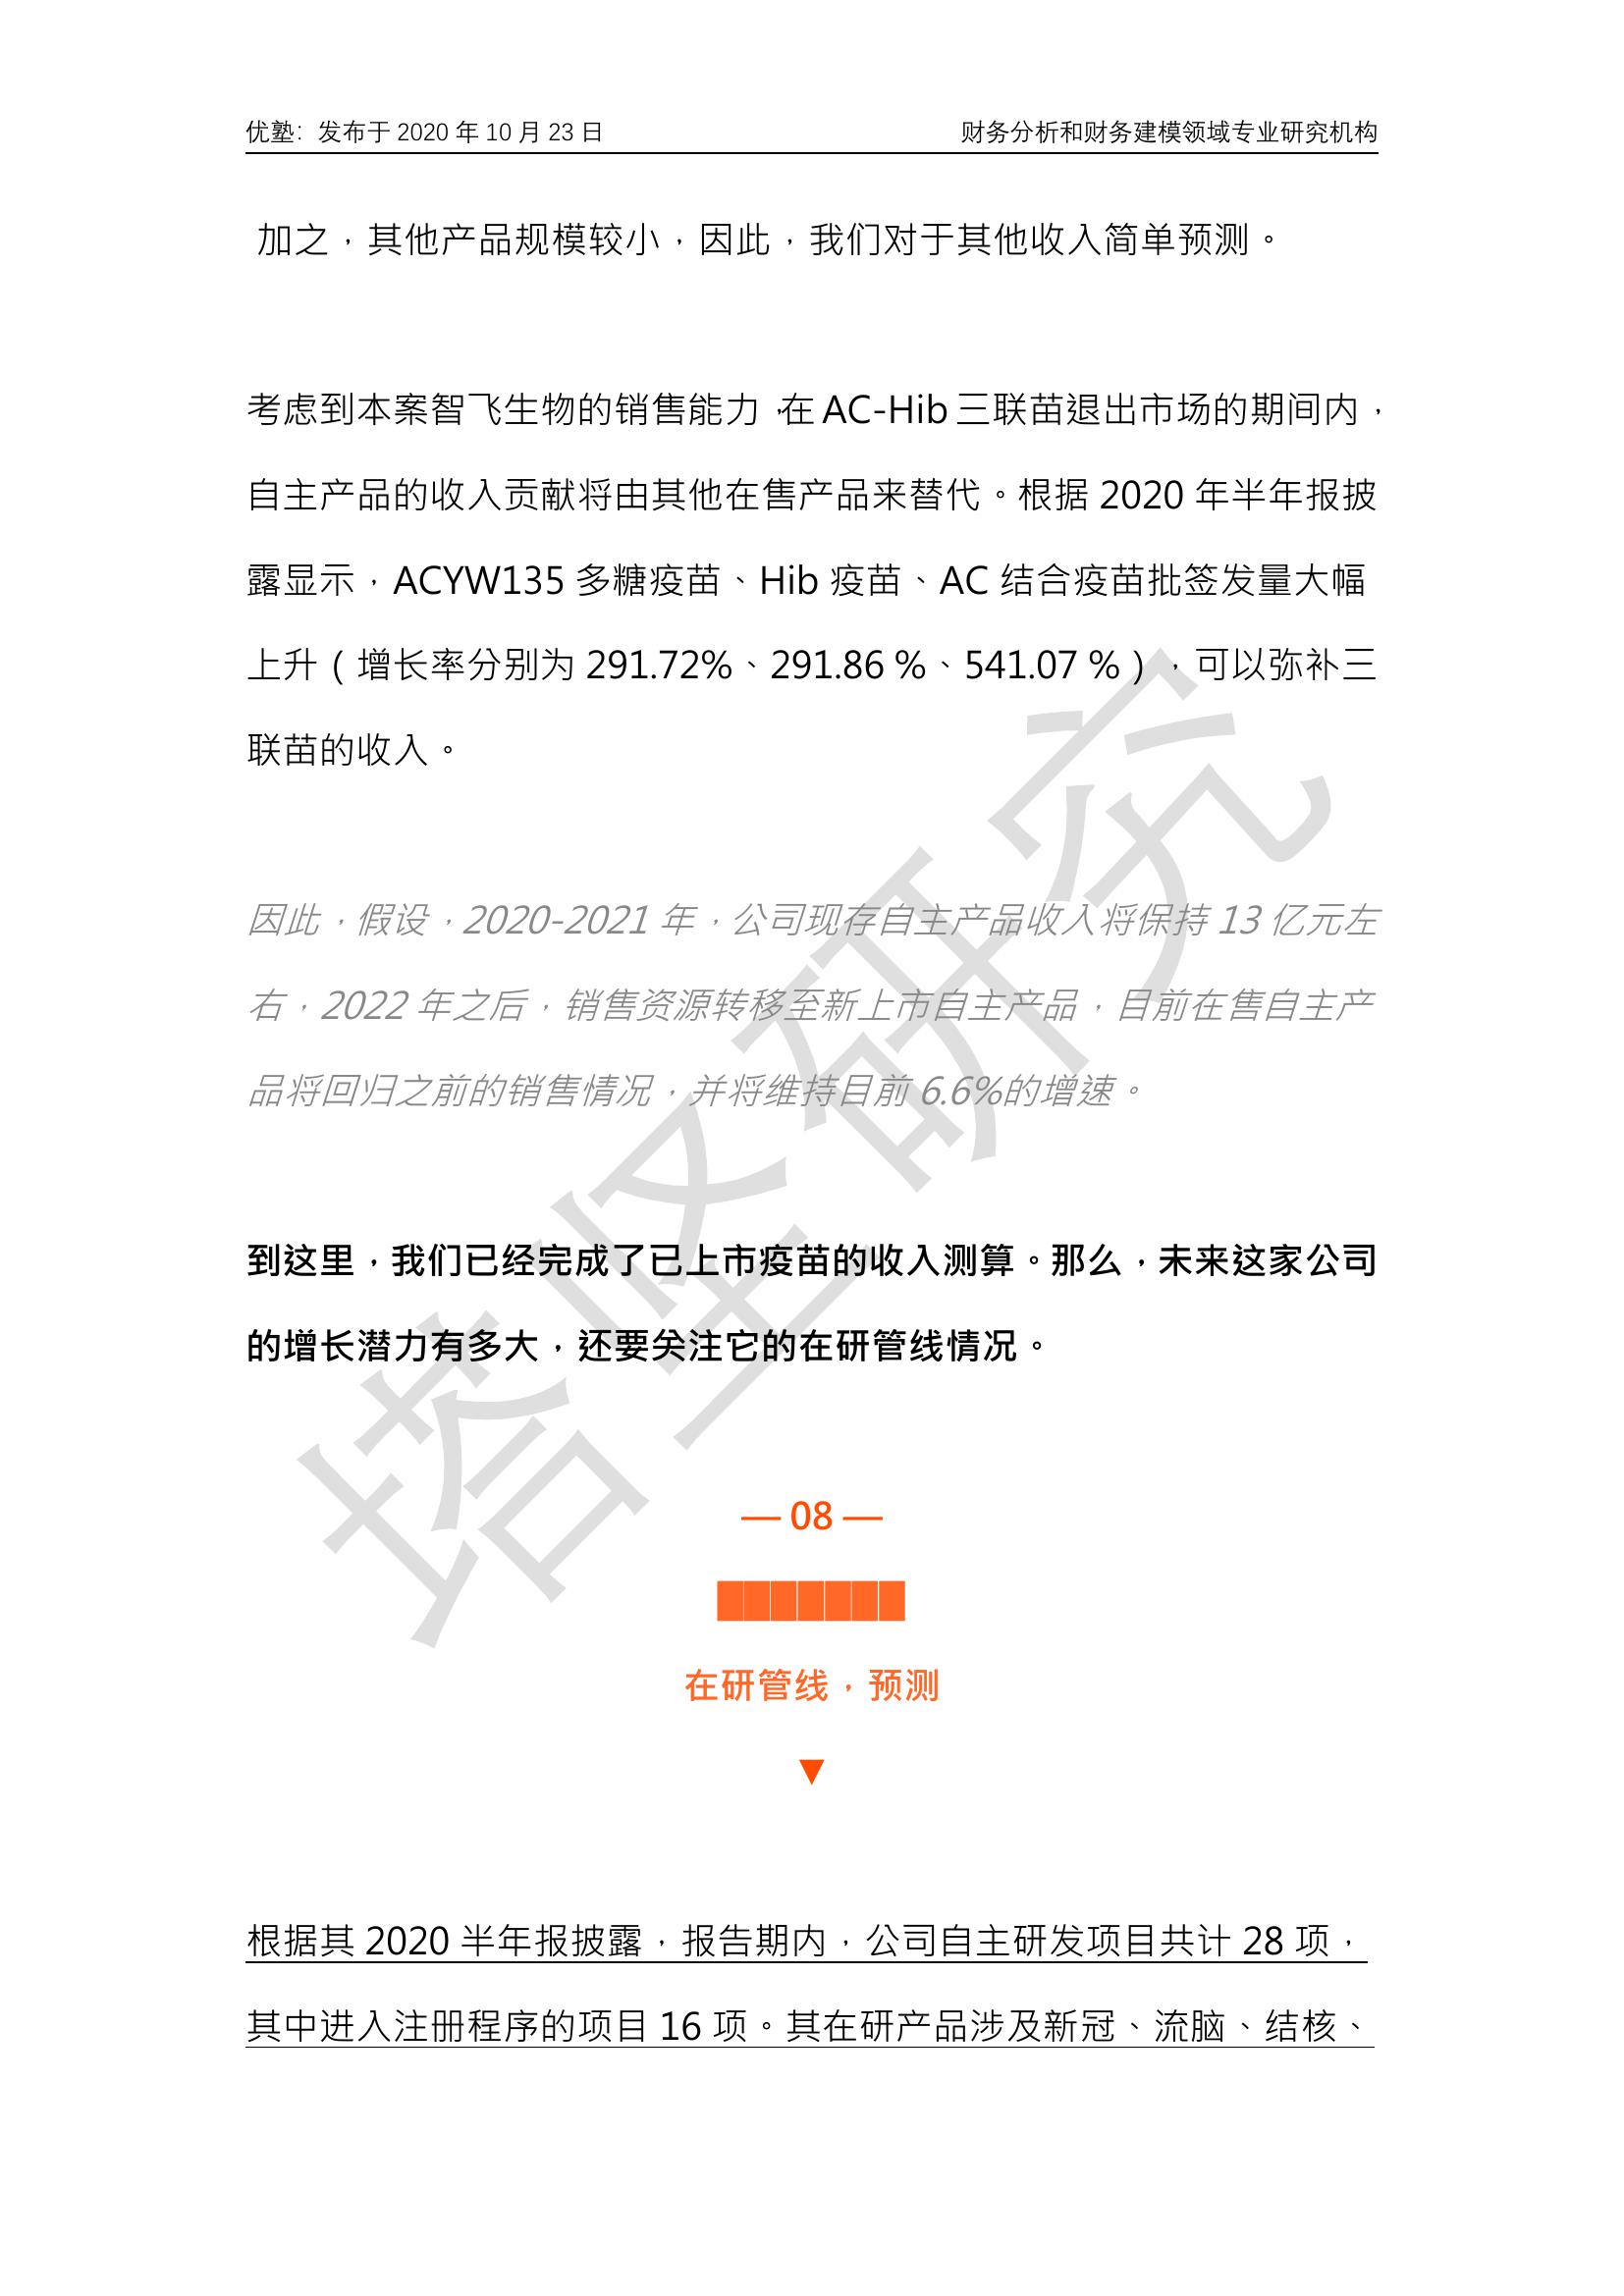 优塾：发布于 2020 年 10 月 23 日 财务分析和财务建模领域专业研究机构
加之，其他产品规模较小，因此，我们对于其他收入简单预测。
考虑到本案智飞生物的销售能力，在 AC-Hib 三联苗退出市场的期间内，
自主产品的收入贡献将由其他在售产品来替代。根据 2020 年半年报披
露显示，ACYW135 多糖疫苗、Hib 疫苗、AC 结合疫苗批签发量大幅
上升（增长率分别为 291.72%、291.86 %、541.07 %），可以弥补三
联苗的收入。
因此，假设，2020-2021 年，公司现存自主产品收入将保持 13 亿元左
右，2022 年之后，销售资源转移至新上市自主产品，目前在售自主产
品将回归之前的销售情况，并将维持目前 6.6%的增速。
到这里，我们已经完成了已上市疫苗的收入测算。那么，未来这家公司
的增长潜力有多大，还要关注它的在研管线情况。
— 08 —
███████
在研管线，预测
▼
根据其 2020 半年报披露，报告期内，公司自主研发项目共计 28 项，
其中进入注册程序的项目 16 项。其在研产品涉及新冠、流脑、结核、
塔坚研究